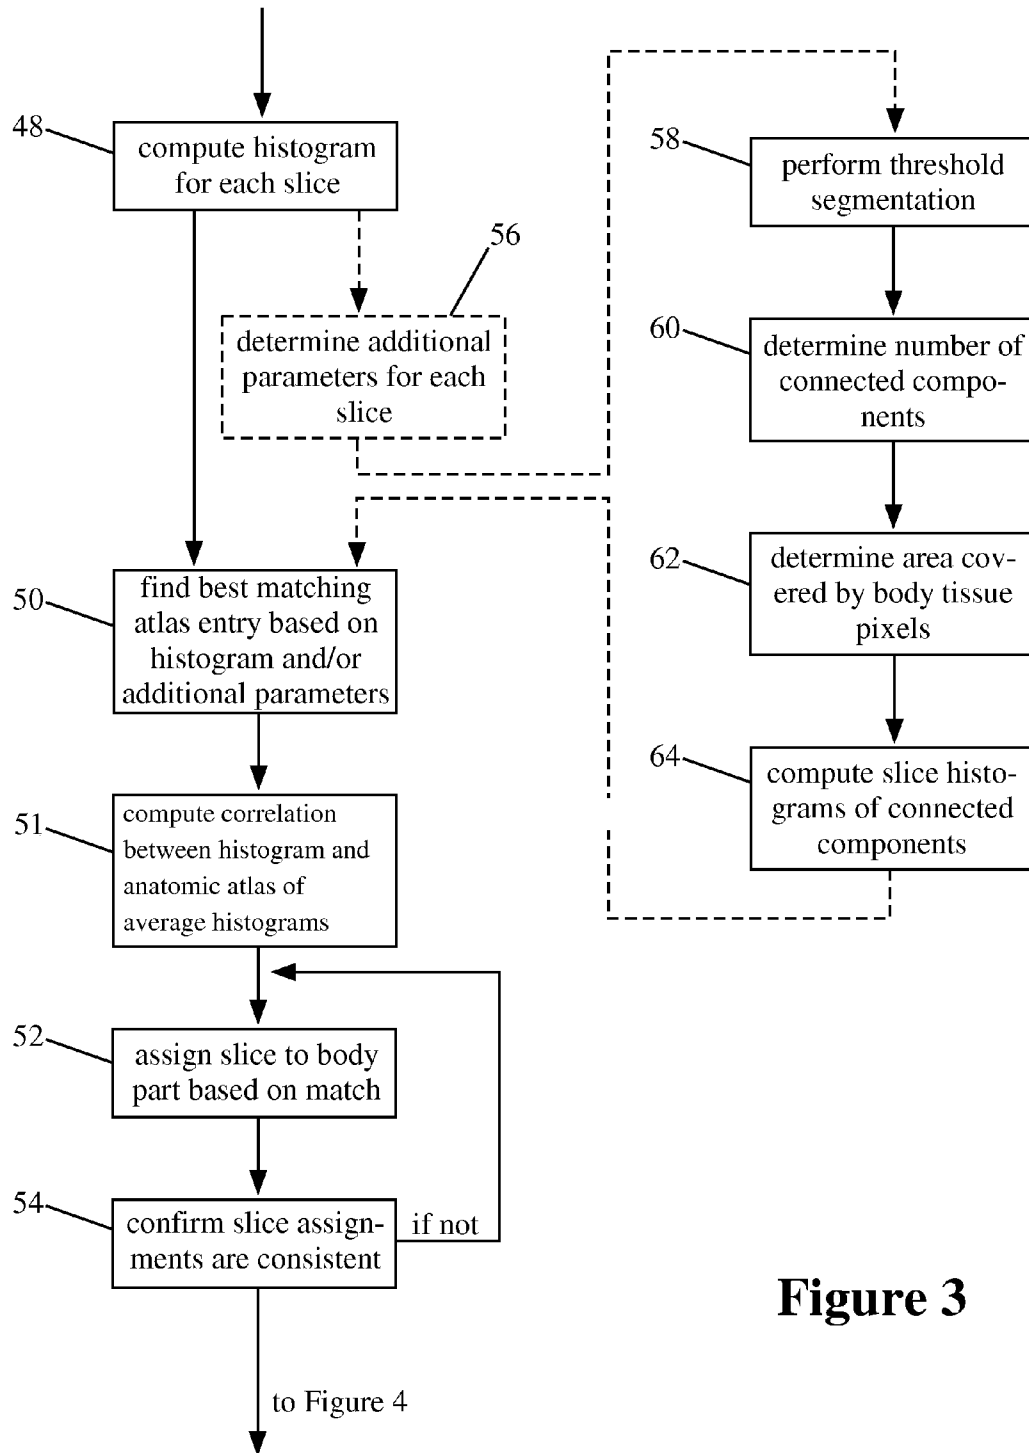 48
compute histogram
for each slice
56
determine additional
parameters for each
slice
58
perform threshold
segmentation
60
determine number of
connected compo-
nents
62
determine area cov-
ered by body tissue
pixels
64
compute slice histo-
grams of connected
components
50
find best matching
atlas entry based on
histogram and/or
additional parameters
51
compute correlation
between histogram and
anatomic atlas of
average histograms
52
assign slice to body
part based on match
54
confirm slice assign-
ments are consistent
if not
to Figure 4
Figure 3